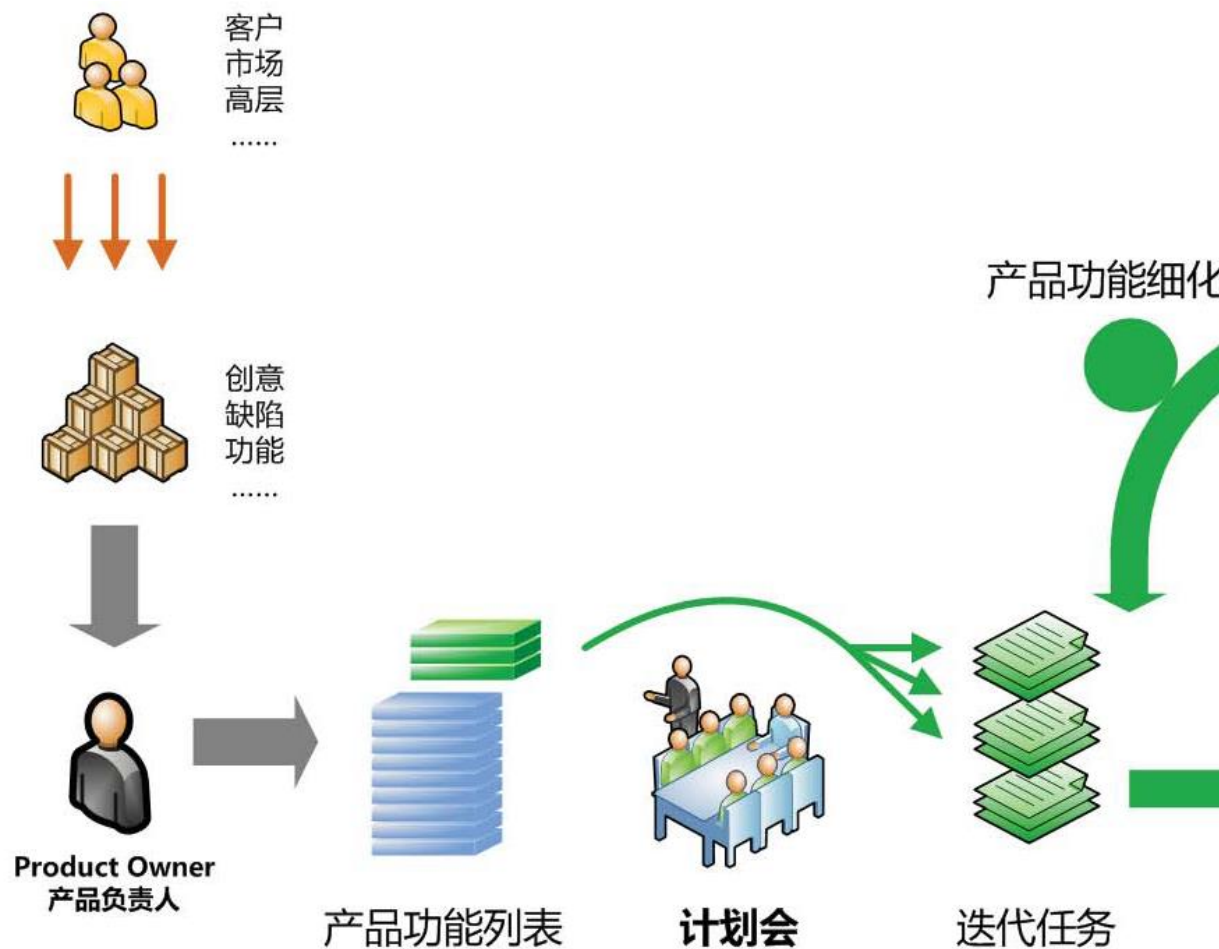 客户
市场
高层
……
产品功能细化
创意
缺陷
功能
……
Product Owner
产品负责人
产品功能列表
计划会
迭代任务